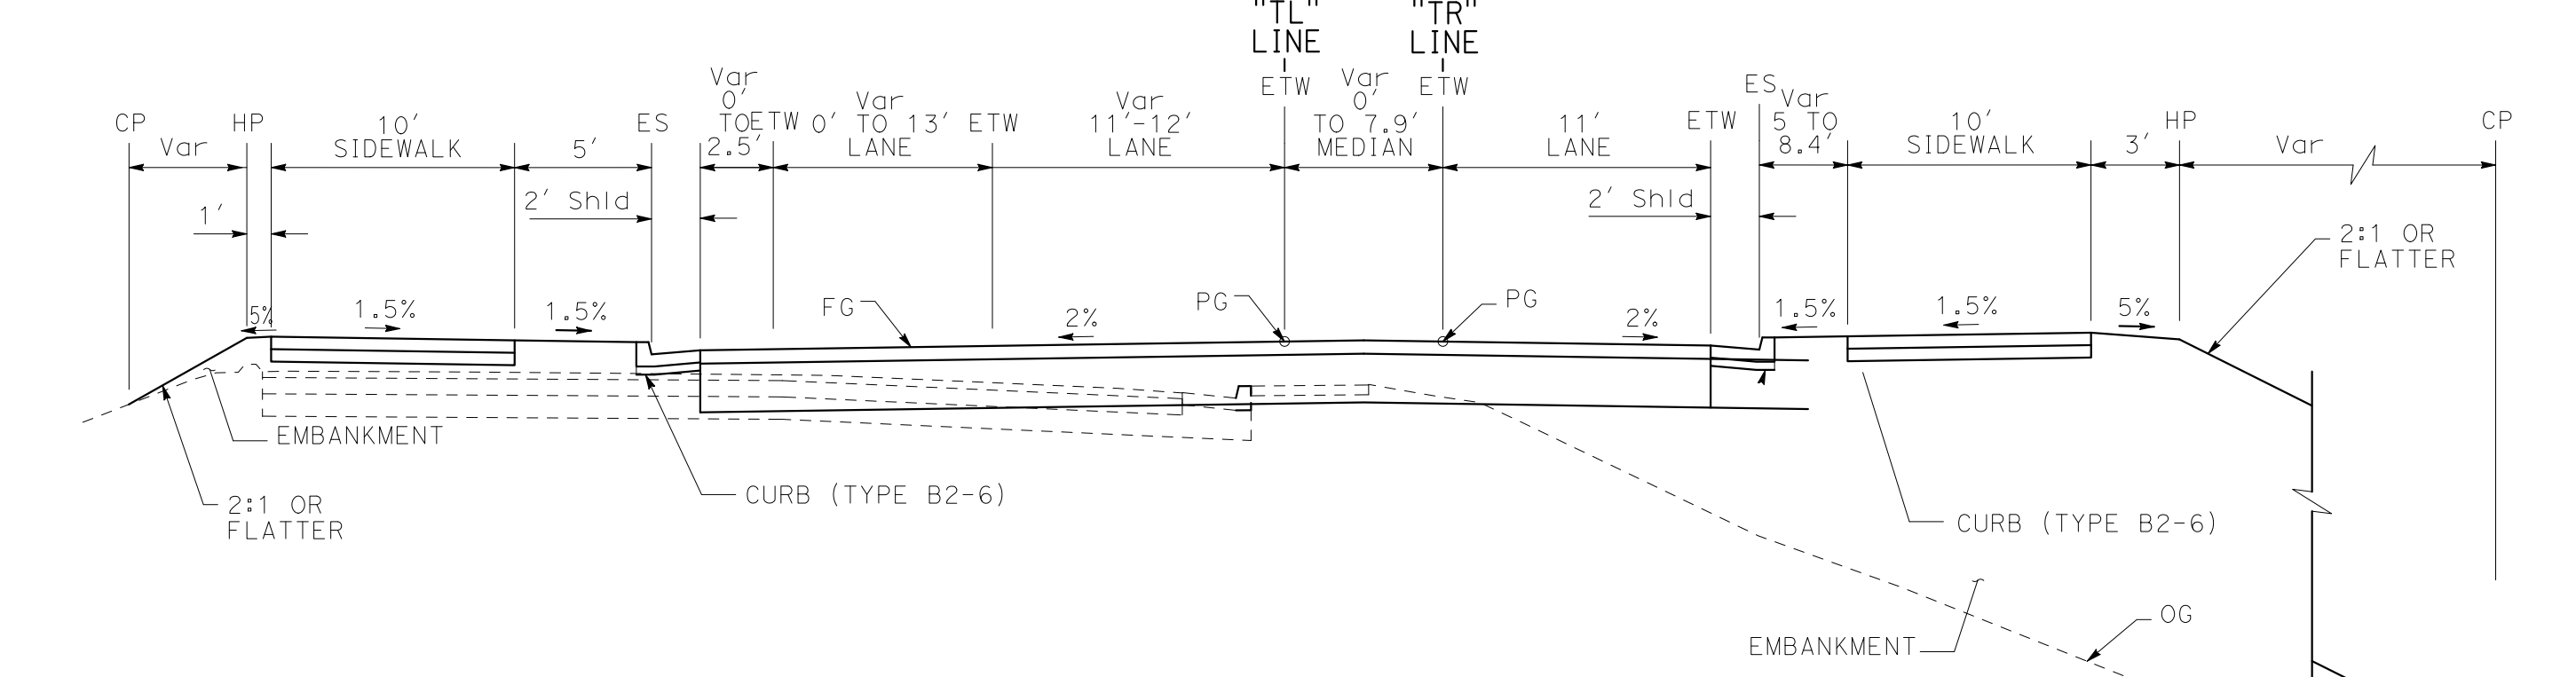 "TL"
LINE
"TR"
LINE
CP
Var
HP
1'
10'
SIDEWALK
5'
ES
2' Shld
Var
0'
TO
2.5'
ETW
Var
0' TO 13'
LANE
ETW
Var
11'-12'
LANE
ETW
Var
0'
TO 7.9'
MEDIAN
ETW
11'
LANE
ETW
2' Shld
ES
Var
5 TO
8.4'
10'
SIDEWALK
3'
HP
Var
CP
2:1 OR
FLATTER
5%
1.5%
1.5%
FG
2%
PG
PG
2%
1.5%
1.5%
5%
EMBANKMENT
2:1 OR
FLATTER
CURB (TYPE B2-6)
CURB (TYPE B2-6)
EMBANKMENT
OG